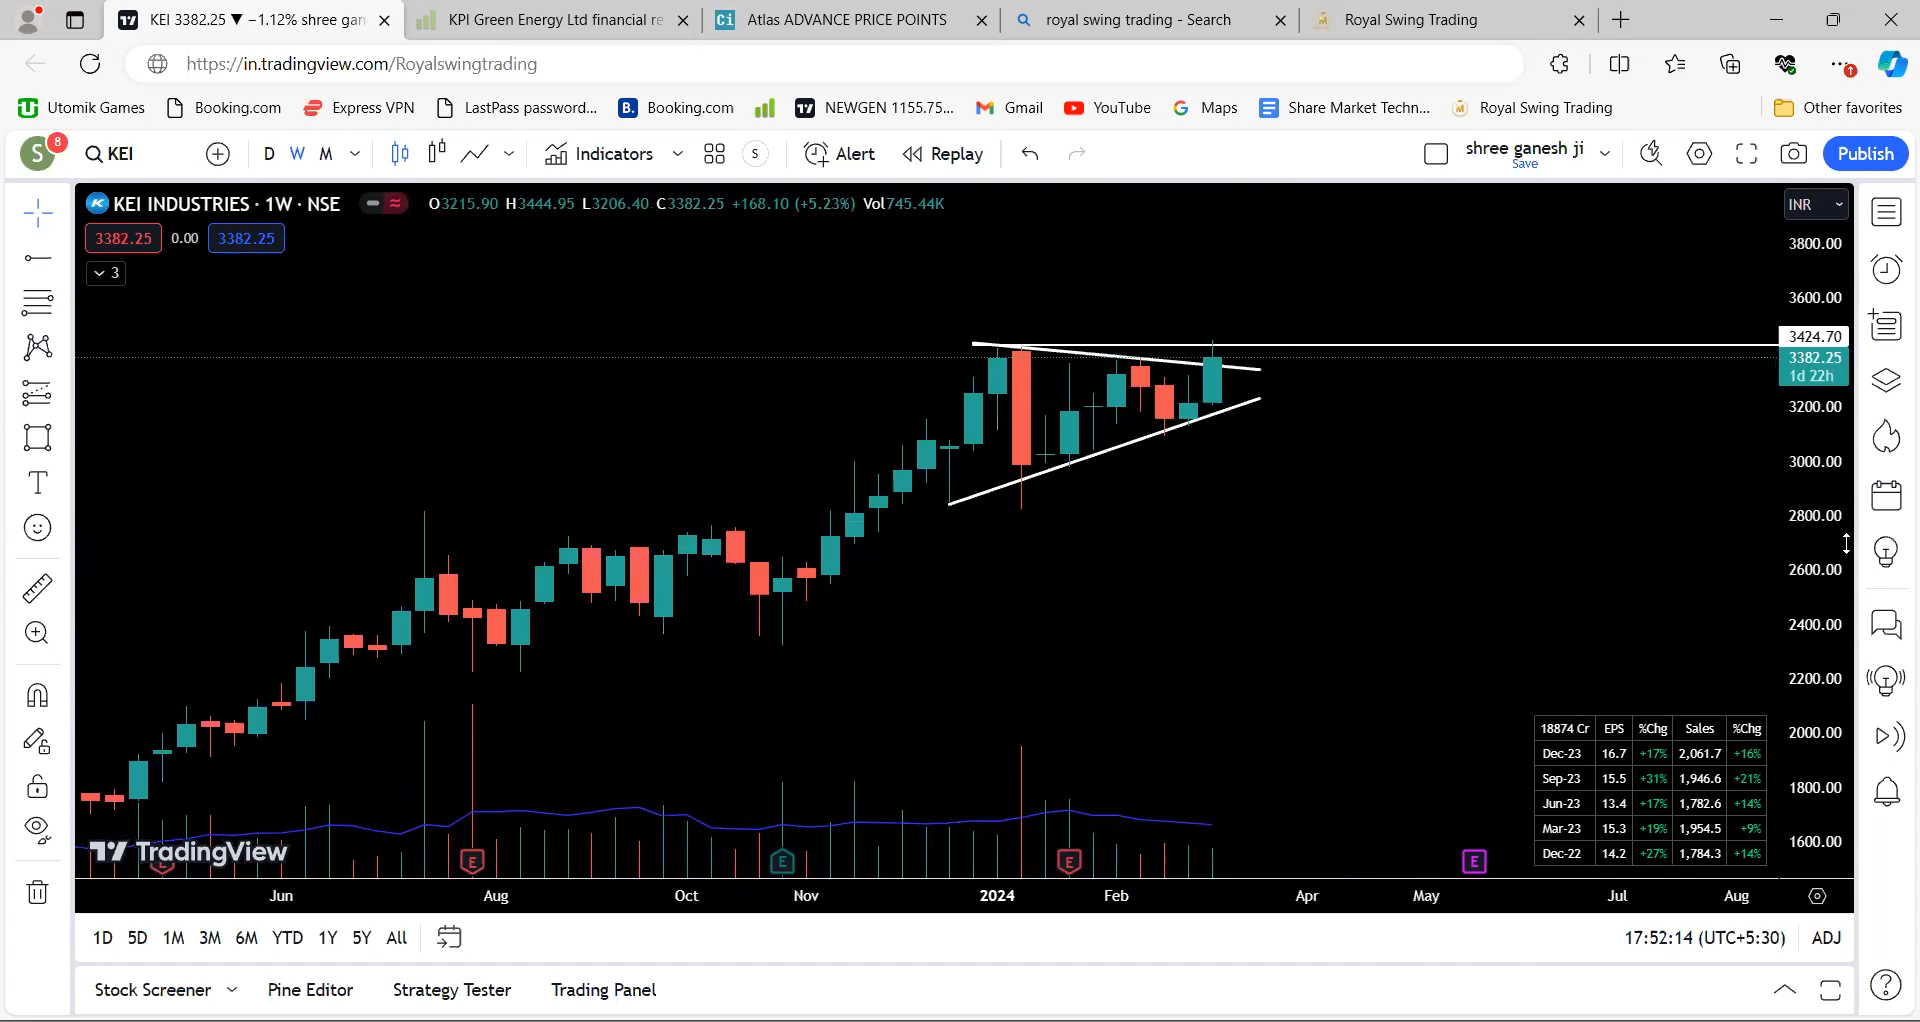 KEI 3382.25 ▼ −1.12% shree gan
KPI Green Energy Ltd financial re
Atlas ADVANCE PRICE POINTS
royal swing trading - Search
Royal Swing Trading
https://in.tradingview.com/Royalswingtrading
Utomik Games
Booking.com
Express VPN
LastPass password...
Booking.com
NEWGEN 1155.75...
Gmail
YouTube
Maps
Share Market Techn...
Royal Swing Trading
Other favorites
S 8
KEI
D W M
Indicators
S
Alert
Replay
shree ganesh ji
Save
Publish
KEI INDUSTRIES · 1W · NSE
O3215.90 H3444.95 L3206.40 C3382.25 +168.10 (+5.23%) Vol745.44K
INR
3382.25 0.00 3382.25
3
3800.00
3600.00
3424.70
3382.25
1d 22h
3200.00
3000.00
2800.00
2600.00
2400.00
2200.00
2000.00
1800.00
1600.00
18874 Cr EPS %Chg Sales %Chg
Dec-23 16.7 +17% 2,061.7 +16%
Sep-23 15.5 +31% 1,946.6 +21%
Jun-23 13.4 +17% 1,782.6 +14%
Mar-23 15.3 +19% 1,954.5 +9%
Dec-22 14.2 +27% 1,784.3 +14%
TradingView
E E E E E
Jun Aug Oct Nov 2024 Feb Apr May Jul Aug
1D 5D 1M 3M 6M YTD 1Y 5Y All
17:52:14 (UTC+5:30) ADJ
Stock Screener
Pine Editor
Strategy Tester
Trading Panel